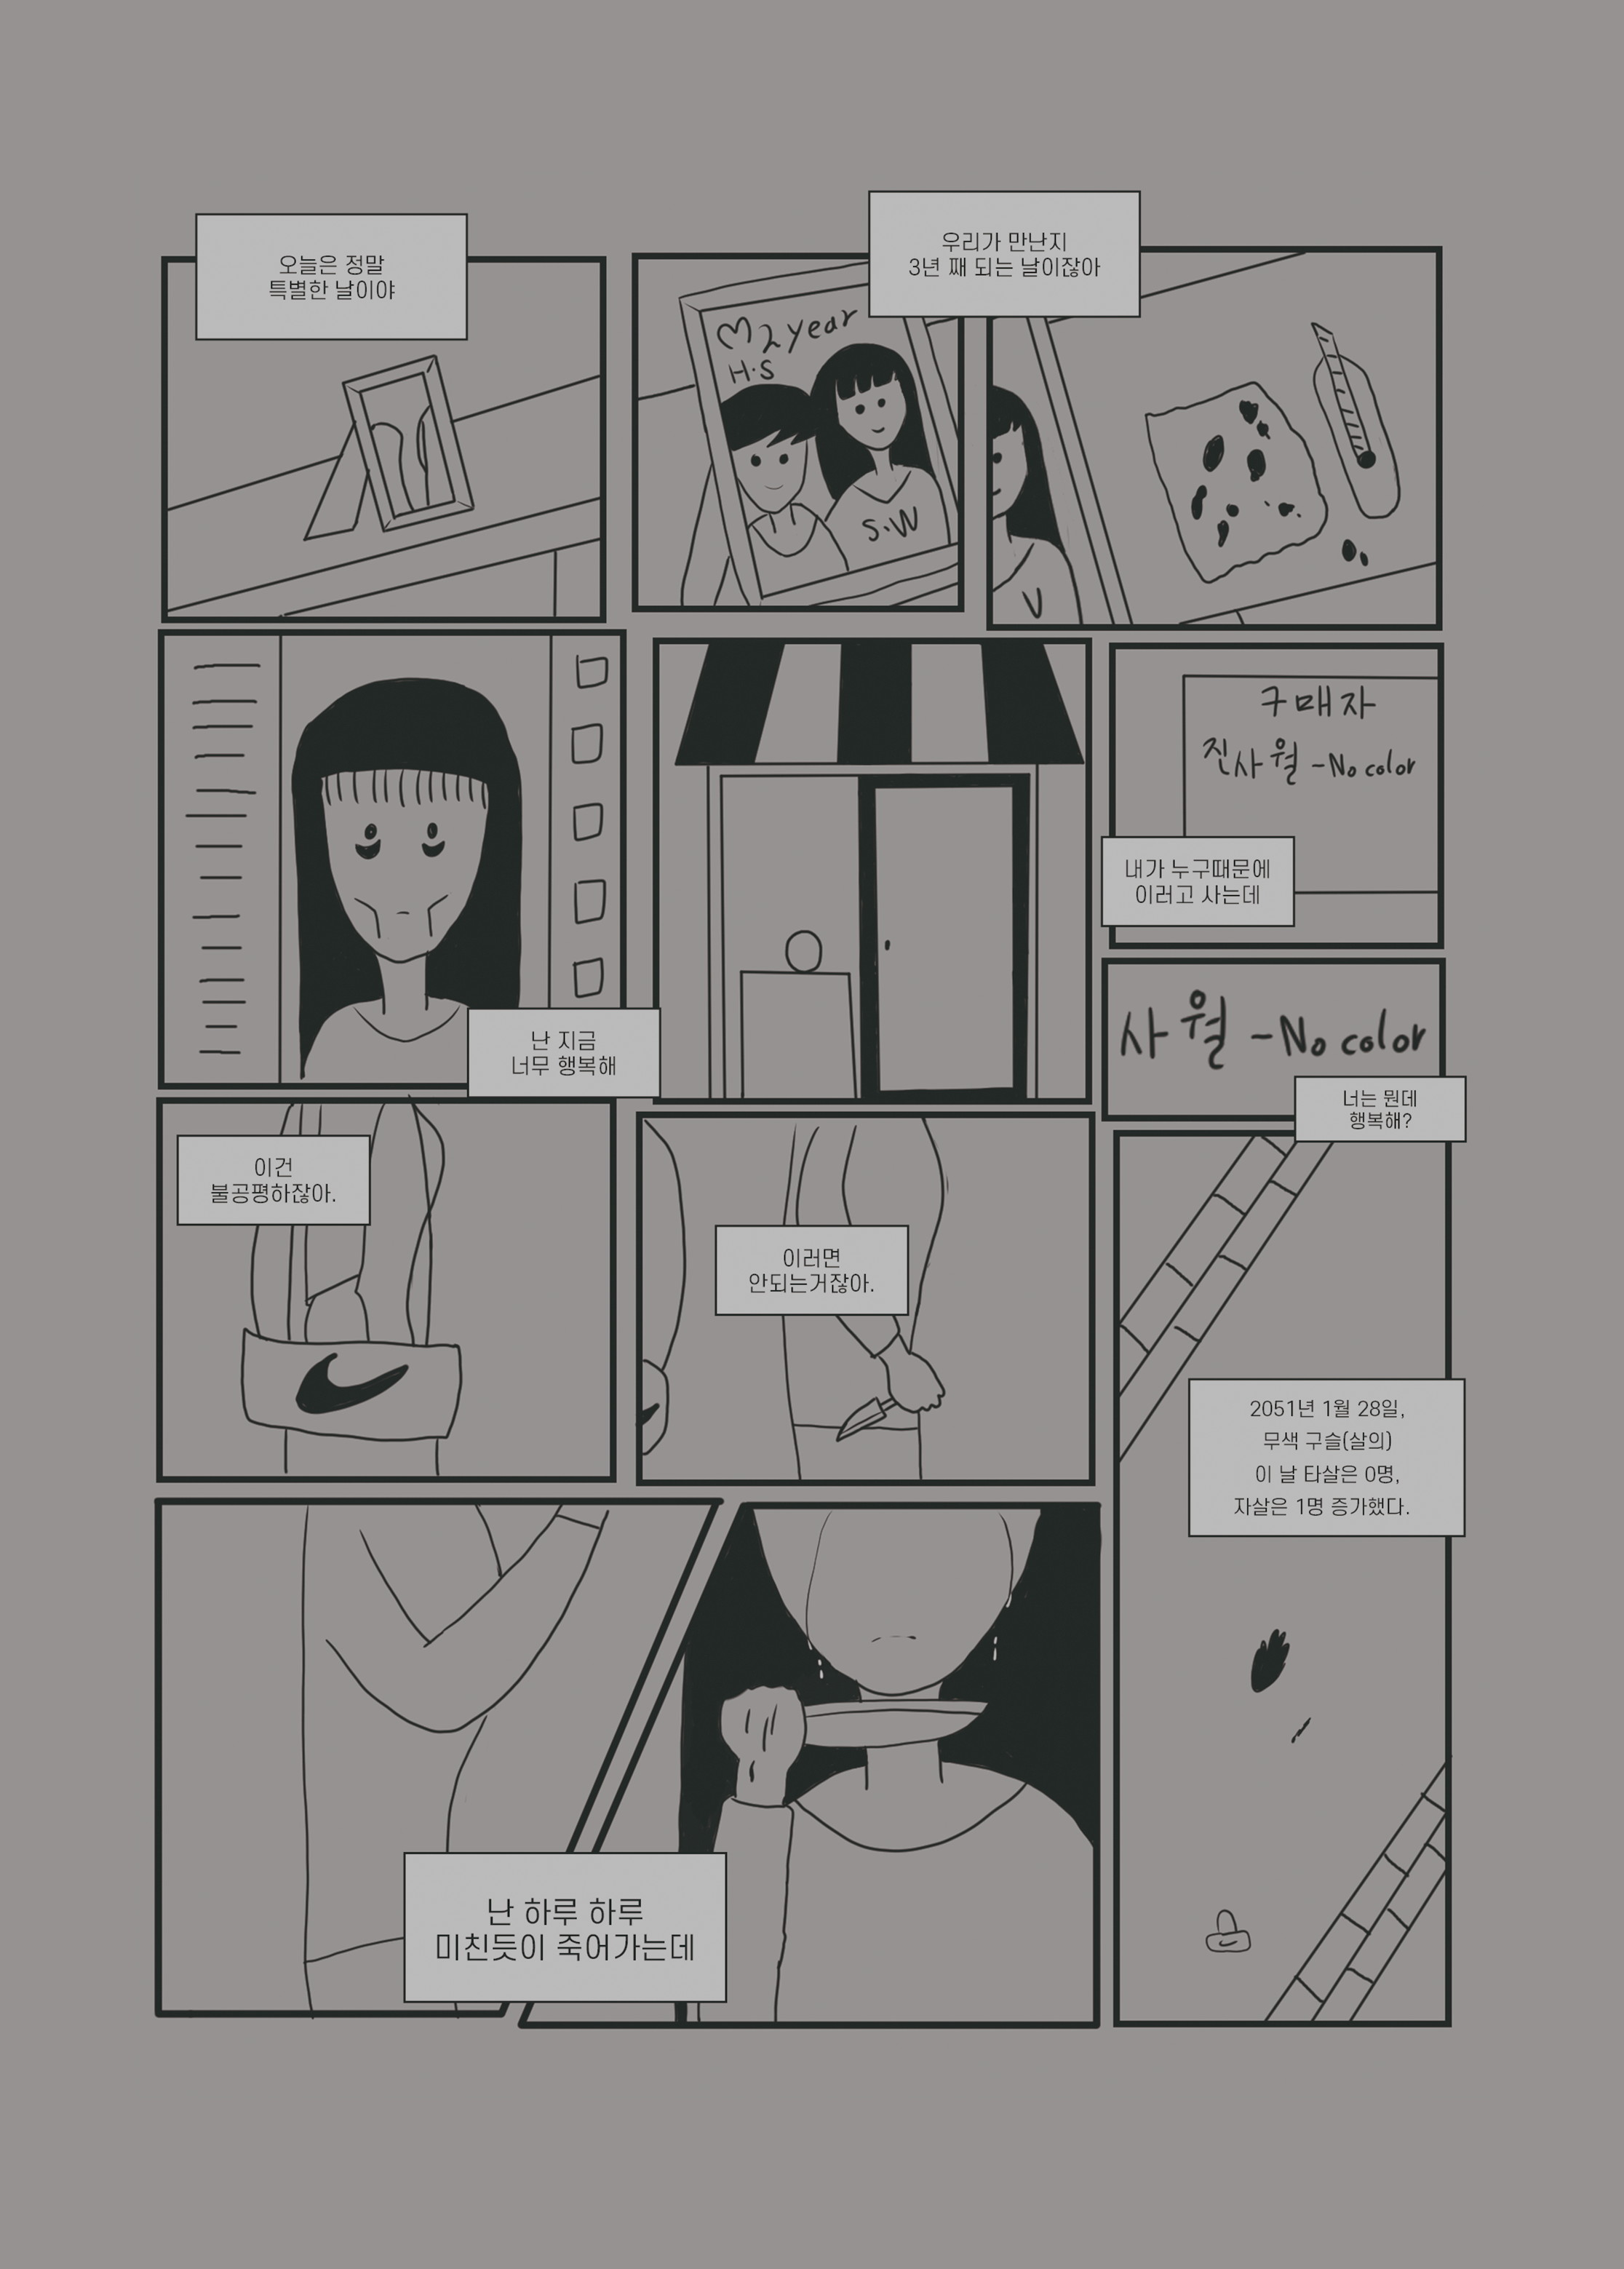 오늘은 정말
특별한 날이야
우리가 만난지
3년 째 되는 날이잖아
♡2year
H·S
S·W
구매자
진사월 -No color
내가 누구때문에
이러고 사는데
난 지금
너무 행복해
사월 -No color
너는 뭔데
행복해?
이건
불공평하잖아.
이러면
안되는거잖아.
2051년 1월 28일,
무색 구슬(살의)
이 날 타살은 0명,
자살은 1명 증가했다.
난 하루 하루
미친듯이 죽어가는데